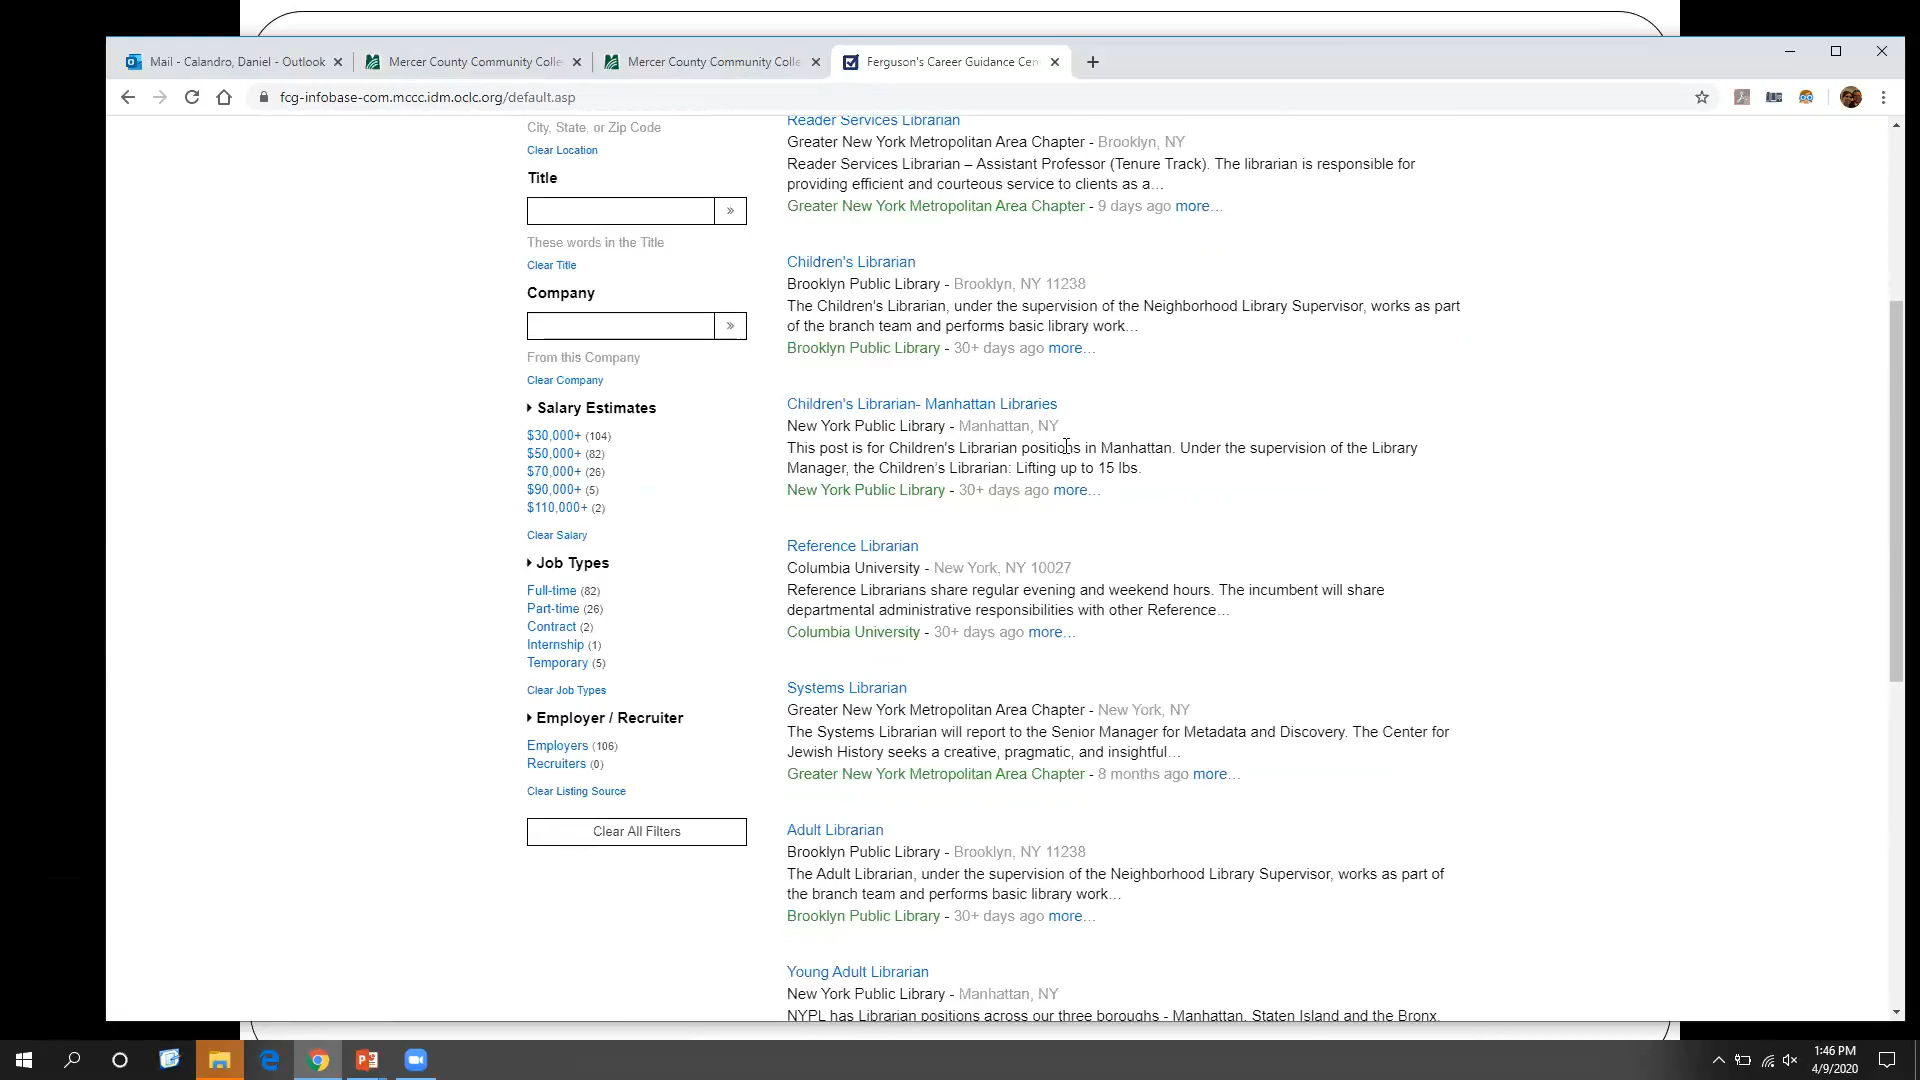 Mail - Calandro, Daniel - Outlook
Mercer County Community Colle
Mercer County Community Colle
Ferguson's Career Guidance Cen
fcg-infobase-com.mccc.idm.oclc.org/default.asp
City, State, or Zip Code
Clear Location
Title
»
These words in the Title
Clear Title
Company
»
From this Company
Clear Company
Salary Estimates
$30,000+ (104)
$50,000+ (82)
$70,000+ (26)
$90,000+ (5)
$110,000+ (2)
Clear Salary
Job Types
Full-time (82)
Part-time (26)
Contract (2)
Internship (1)
Temporary (5)
Clear Job Types
Employer / Recruiter
Employers (106)
Recruiters (0)
Clear Listing Source
Clear All Filters
Reader Services Librarian
Greater New York Metropolitan Area Chapter - Brooklyn, NY
Reader Services Librarian – Assistant Professor (Tenure Track). The librarian is responsible for
providing efficient and courteous service to clients as a…
Greater New York Metropolitan Area Chapter - 9 days ago more…
Children's Librarian
Brooklyn Public Library - Brooklyn, NY 11238
The Children's Librarian, under the supervision of the Neighborhood Library Supervisor, works as part
of the branch team and performs basic library work…
Brooklyn Public Library - 30+ days ago more…
Children's Librarian- Manhattan Libraries
New York Public Library - Manhattan, NY
This post is for Children's Librarian positions in Manhattan. Under the supervision of the Library
Manager, the Children's Librarian: Lifting up to 15 lbs.
New York Public Library - 30+ days ago more…
Reference Librarian
Columbia University - New York, NY 10027
Reference Librarians share regular evening and weekend hours. The incumbent will share
departmental administrative responsibilities with other Reference…
Columbia University - 30+ days ago more…
Systems Librarian
Greater New York Metropolitan Area Chapter - New York, NY
The Systems Librarian will report to the Senior Manager for Metadata and Discovery. The Center for
Jewish History seeks a creative, pragmatic, and insightful…
Greater New York Metropolitan Area Chapter - 8 months ago more…
Adult Librarian
Brooklyn Public Library - Brooklyn, NY 11238
The Adult Librarian, under the supervision of the Neighborhood Library Supervisor, works as part of
the branch team and performs basic library work…
Brooklyn Public Library - 30+ days ago more…
Young Adult Librarian
New York Public Library - Manhattan, NY
NYPL has Librarian positions across our three boroughs - Manhattan, Staten Island and the Bronx.
1:46 PM
4/9/2020